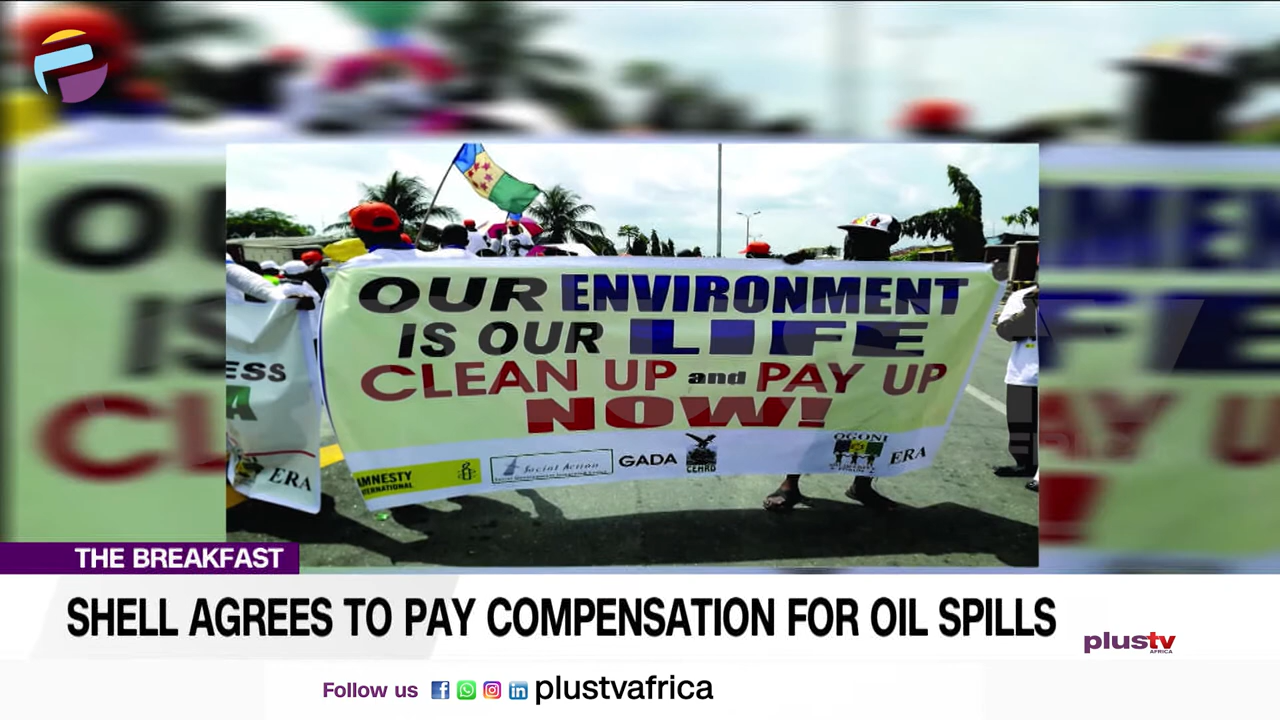 OUR ENVIRONMENT
IS OUR LIFE
CLEAN UP and PAY UP
NOW!
ESS
A
ERA
AMNESTY
INTERNATIONAL
Social Action
GADA
CEHRD
OGONI
ERA
THE BREAKFAST
SHELL AGREES TO PAY COMPENSATION FOR OIL SPILLS
plustv
AFRICA
Follow us
plustvafrica